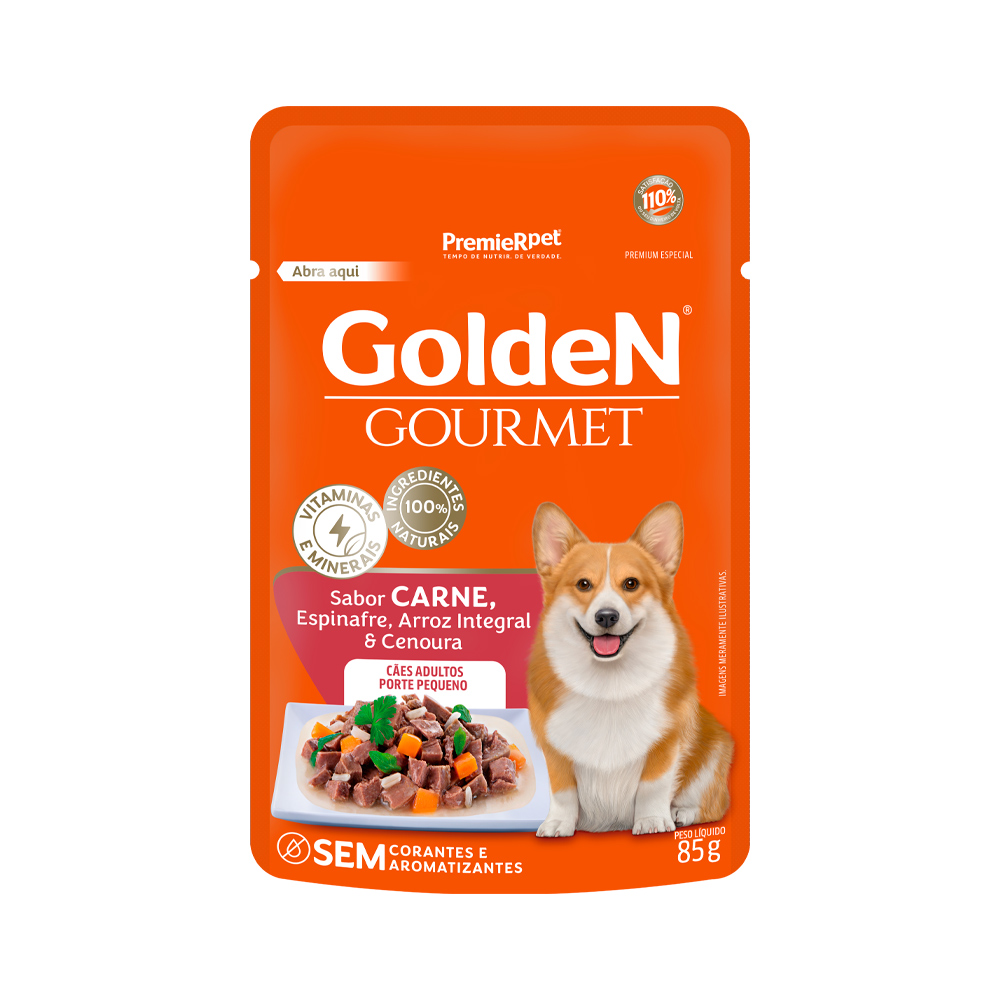 SATISFAÇÃO
110%
PremieRpet®
TEMPO DE NUTRIR. DE VERDADE.
PREMIUM ESPECIAL
Abra aqui
GoldeN®
GOURMET
VITAMINAS
E MINERAIS
INGREDIENTES
100%
NATURAIS
Sabor CARNE,
Espinafre, Arroz Integral
& Cenoura
CÃES ADULTOS
PORTE PEQUENO
IMAGENS MERAMENTE ILUSTRATIVAS.
SEM CORANTES E
AROMATIZANTES
PESO LÍQUIDO
85g